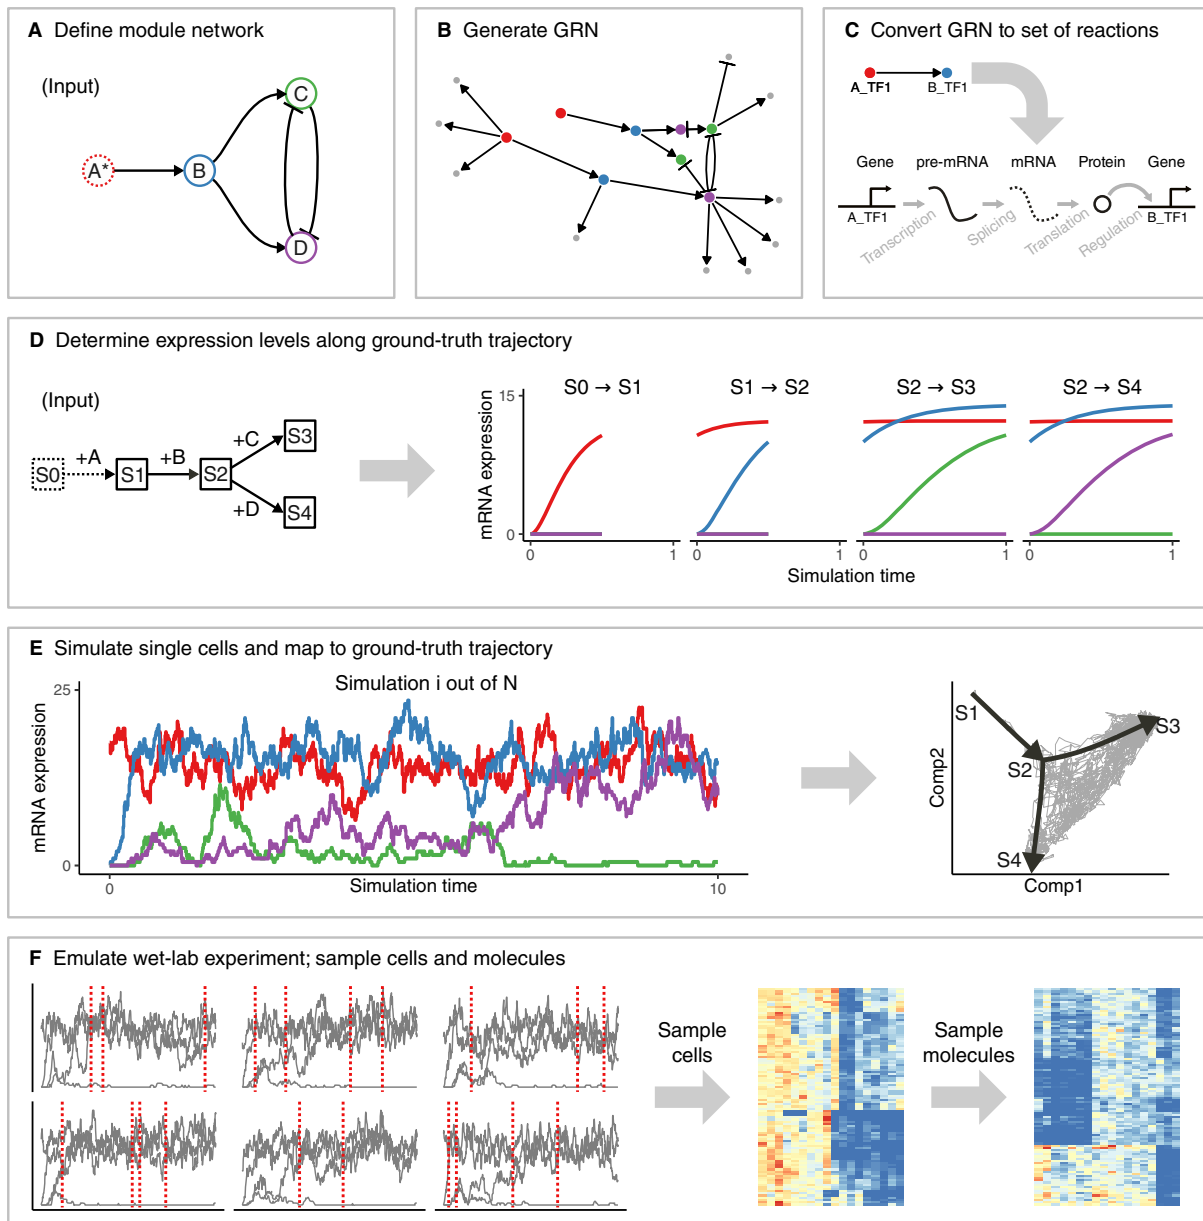 A Define module network
(Input)
A*
B
C
D
B Generate GRN
C Convert GRN to set of reactions
A_TF1
B_TF1
Gene pre-mRNA mRNA Protein Gene
A_TF1
B_TF1
Transcription
Splicing
Translation
Regulation
D Determine expression levels along ground-truth trajectory
(Input)
S0 +A S1 +B S2 +C S3
+D S4
mRNA expression
15
0
S0 → S1
S1 → S2
S2 → S3
S2 → S4
0 1
0 1
0 1
0 1
Simulation time
E Simulate single cells and map to ground-truth trajectory
Simulation i out of N
mRNA expression
25
0
0
10
Simulation time
Comp2
S1
S2
S3
S4
Comp1
F Emulate wet-lab experiment; sample cells and molecules
Sample
cells
Sample
molecules